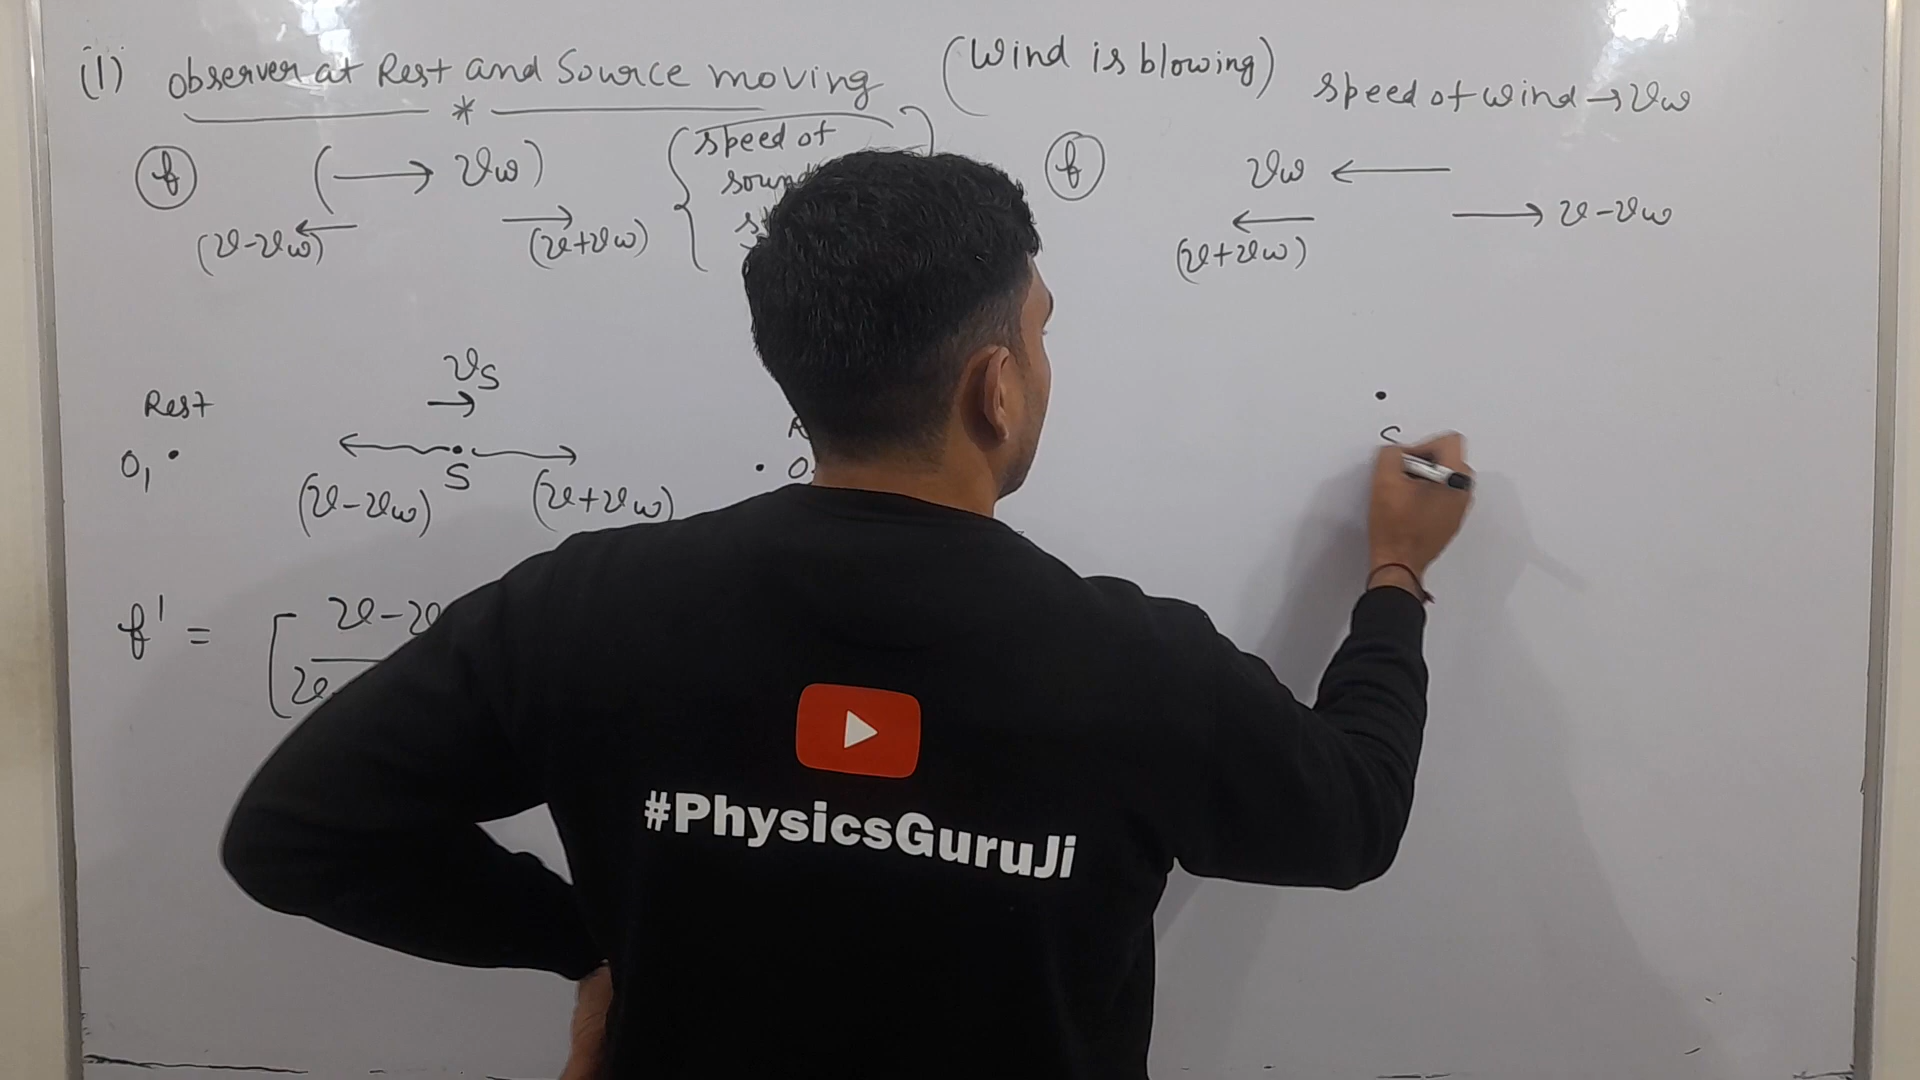 (1) Observer at Rest and Source moving (Wind is blowing)
speed of wind → vw
f (→ vw) {speed of
(v-vw) ← → (v+vw)
f vw ←
← → v-vw
(v+vw)
vs
→
Rest
O₁ . S
(v-vw) (v+vw)
. O
S
f' = [ v-v
v
#PhysicsGuruJi